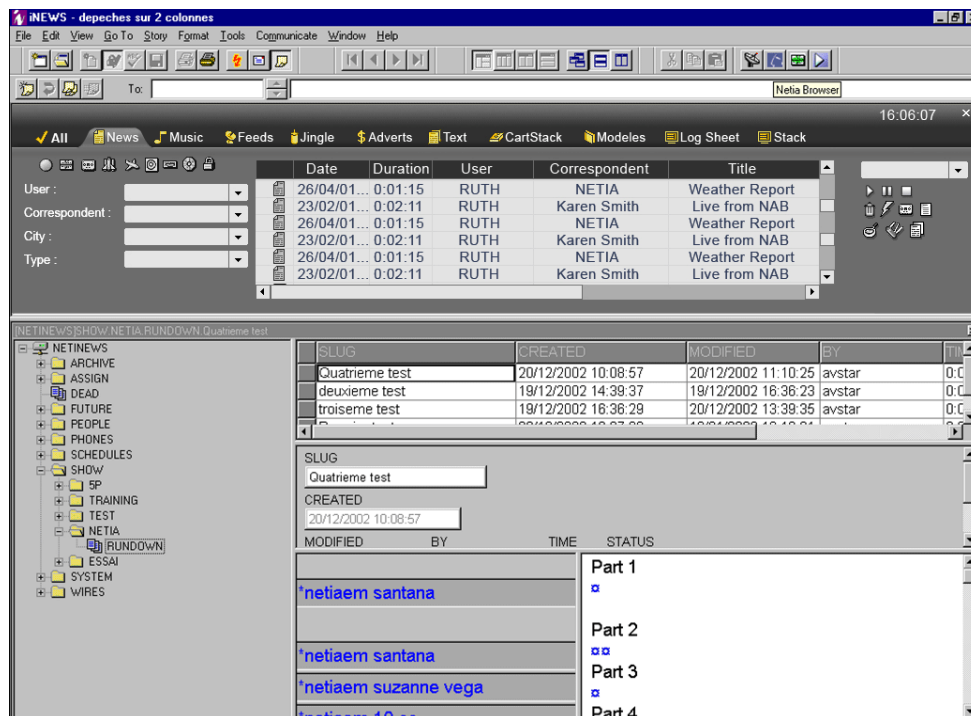 iNEWS - depeches sur 2 colonnes
File Edit View Go To Story Format Tools Communicate Window Help
To:
Netia Browser
16:06:07
All News Music Feeds Jingle Adverts Text CartStack Modeles Log Sheet Stack
Date Duration User Correspondent Title
User :
Correspondent :
City :
Type :
26/04/01... 0:01:15 RUTH NETIA Weather Report
23/02/01... 0:02:11 RUTH Karen Smith Live from NAB
26/04/01... 0:01:15 RUTH NETIA Weather Report
23/02/01... 0:02:11 RUTH Karen Smith Live from NAB
26/04/01... 0:01:15 RUTH NETIA Weather Report
23/02/01... 0:02:11 RUTH Karen Smith Live from NAB
[NETINEWS]SHOW.NETIA.RUNDOWN.Quatrieme test
NETINEWS
ARCHIVE
ASSIGN
DEAD
FUTURE
PEOPLE
PHONES
SCHEDULES
SHOW
5P
TRAINING
TEST
NETIA
RUNDOWN
ESSAI
SYSTEM
WIRES
SLUG CREATED MODIFIED BY
Quatrieme test 20/12/2002 10:08:57 20/12/2002 11:10:25 avstar
deuxieme test 19/12/2002 14:39:37 19/12/2002 16:36:23 avstar
troiseme test 19/12/2002 16:36:29 20/12/2002 13:39:35 avstar
SLUG
Quatrieme test
CREATED
20/12/2002 10:08:57
MODIFIED BY TIME STATUS
*netiaem santana
*netiaem santana
*netiaem suzanne vega
Part 1
Part 2
Part 3
Part 4